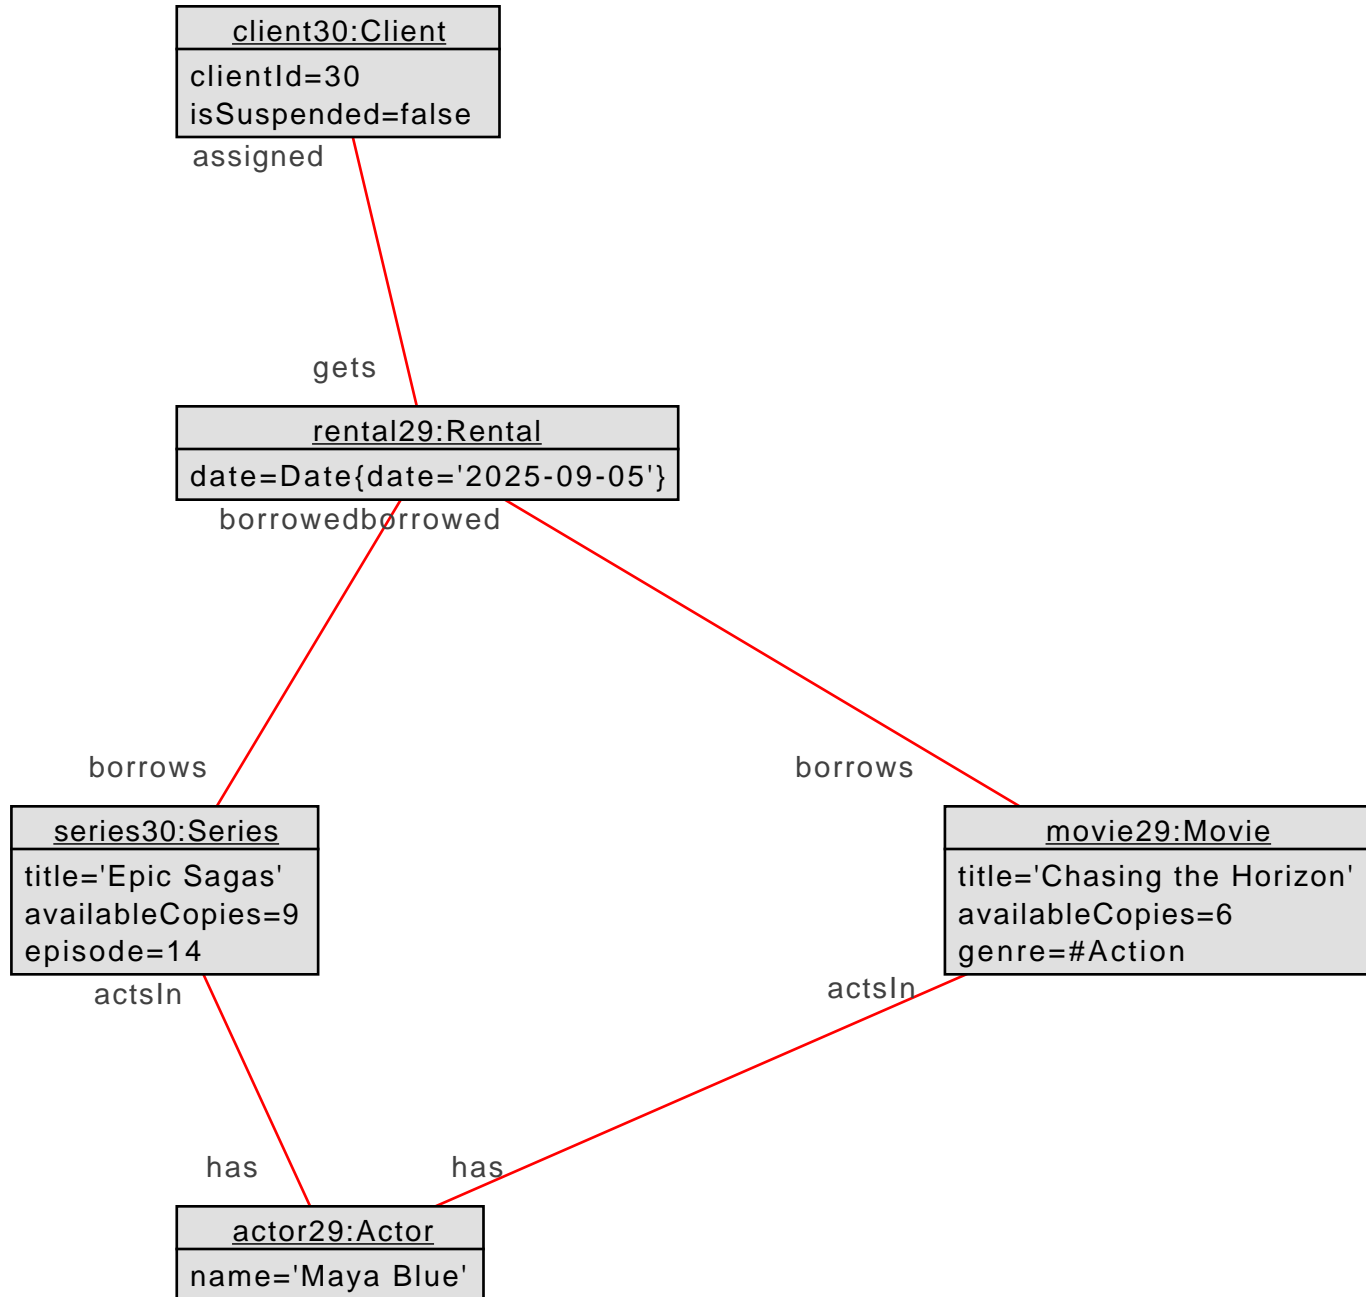 client30:Client
clientId=30
isSuspended=false
assigned
gets
rental29:Rental
date=Date{date='2025-09-05'}
borrowedborrowed
borrows borrows
series30:Series
title='Epic Sagas'
availableCopies=9
episode=14
movie29:Movie
title='Chasing the Horizon'
availableCopies=6
genre=#Action
actsIn actsIn
has has
actor29:Actor
name='Maya Blue'